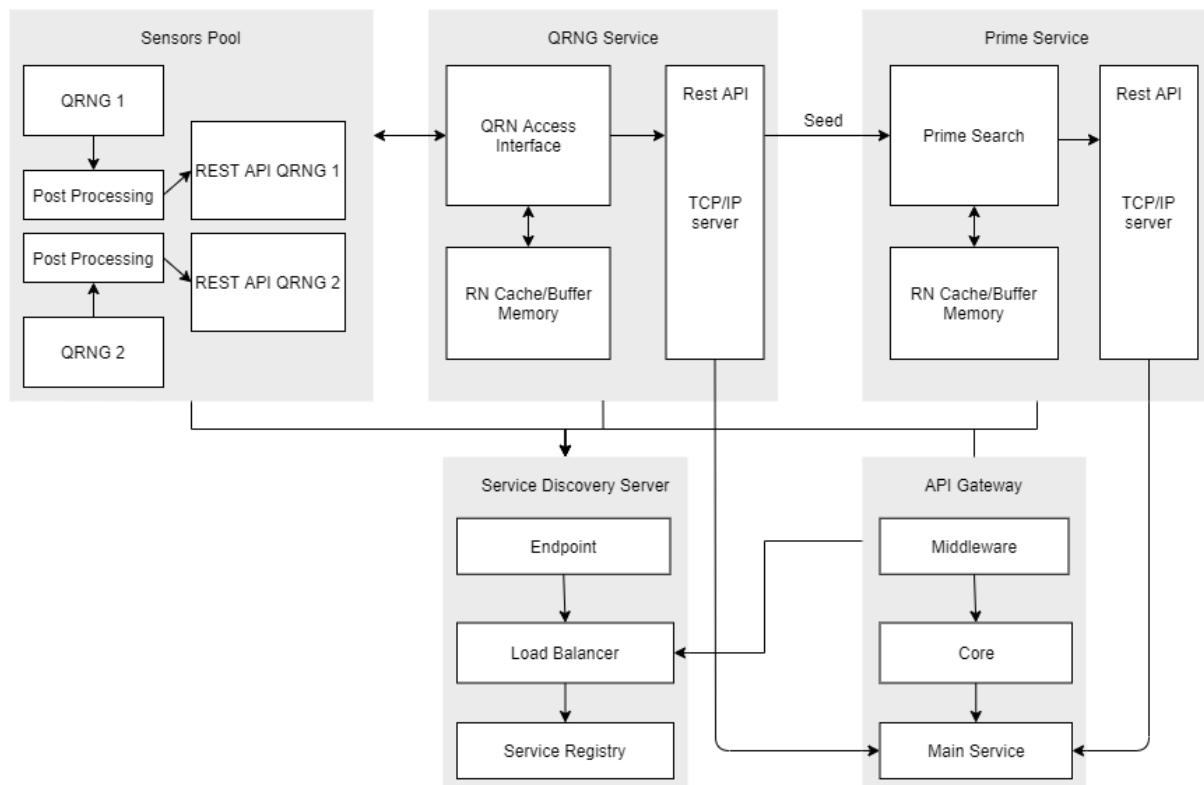 Sensors Pool
QRNG 1
Post Processing
REST API QRNG 1
Post Processing
REST API QRNG 2
QRNG 2
QRNG Service
QRN Access
Interface
RN Cache/Buffer
Memory
Rest API
TCP/IP
server
Seed
Prime Service
Prime Search
RN Cache/Buffer
Memory
Rest API
TCP/IP
server
Service Discovery Server
Endpoint
Load Balancer
Service Registry
API Gateway
Middleware
Core
Main Service